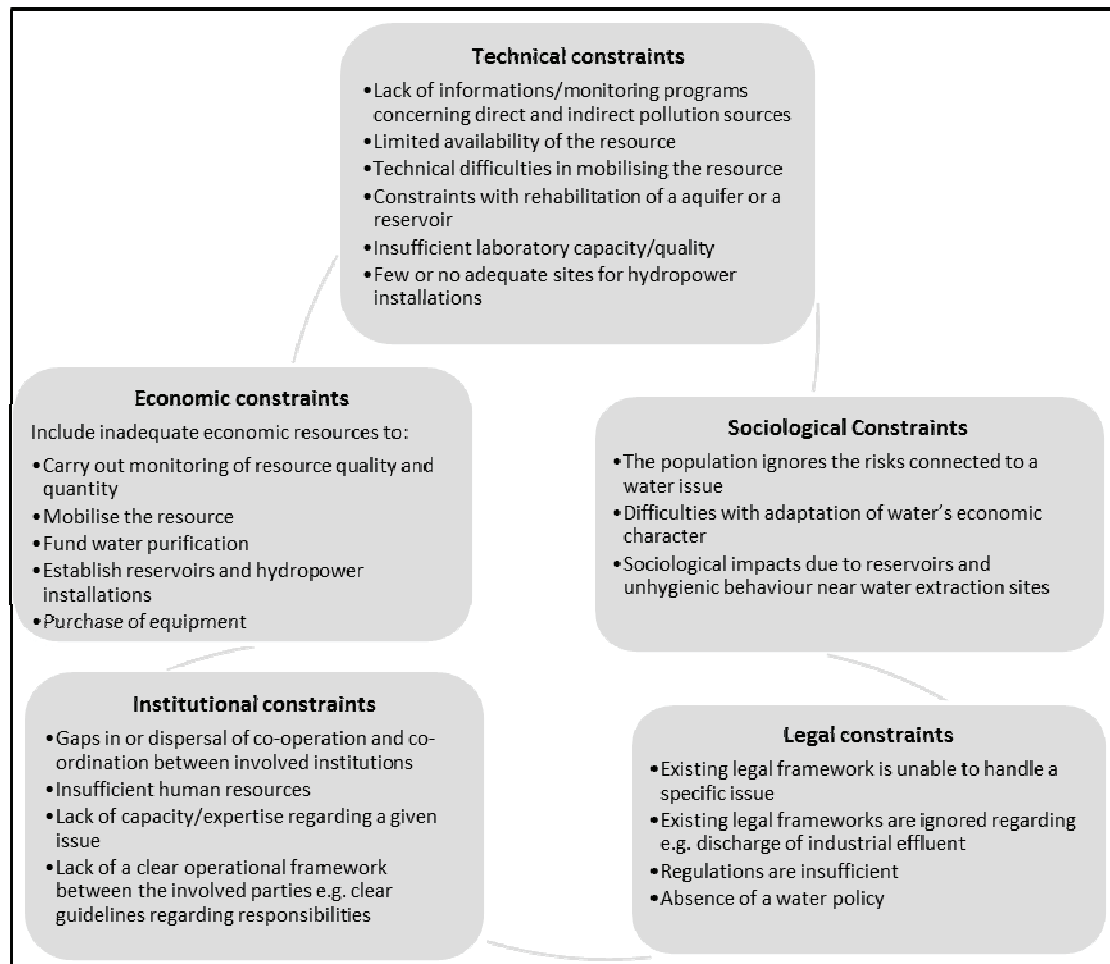 Technical constraints
•Lack of informations/monitoring programs
concerning direct and indirect pollution sources
•Limited availability of the resource
•Technical difficulties in mobilising the resource
•Constraints with rehabilitation of a aquifer or a
reservoir
•Insufficient laboratory capacity/quality
•Few or no adequate sites for hydropower
installations
Economic constraints
Include inadequate economic resources to:
•Carry out monitoring of resource quality and
quantity
•Mobilise the resource
•Fund water purification
•Establish reservoirs and hydropower
installations
•Purchase of equipment
Sociological Constraints
•The population ignores the risks connected to a
water issue
•Difficulties with adaptation of water’s economic
character
•Sociological impacts due to reservoirs and
unhygienic behaviour near water extraction sites
Institutional constraints
•Gaps in or dispersal of co-operation and co-
ordination between involved institutions
•Insufficient human resources
•Lack of capacity/expertise regarding a given
issue
•Lack of a clear operational framework
between the involved parties e.g. clear
guidelines regarding responsibilities
Legal constraints
•Existing legal framework is unable to handle a
specific issue
•Existing legal frameworks are ignored regarding
e.g. discharge of industrial effluent
•Regulations are insufficient
•Absence of a water policy